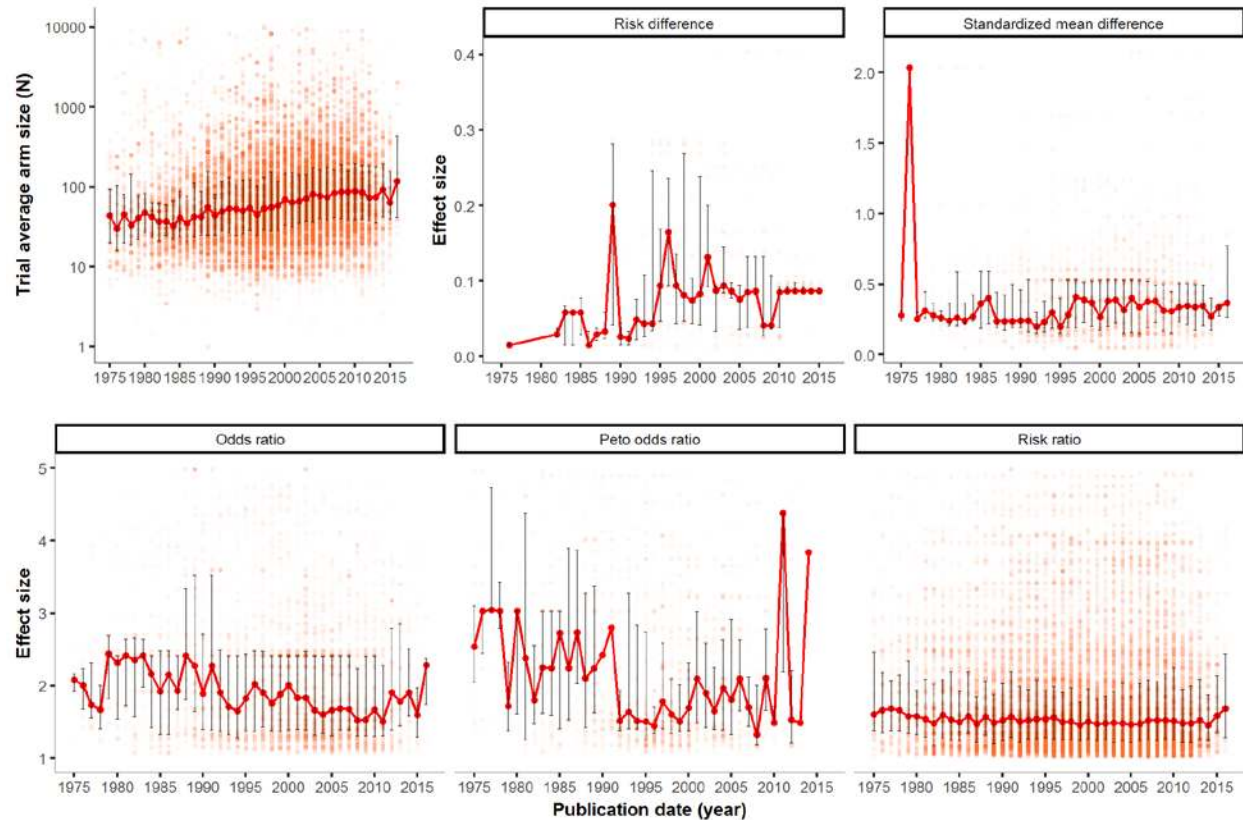 Risk difference
Standardized mean difference
Trial average arm size (N)
10000
1000
100
10
1
1975 1980 1985 1990 1995 2000 2005 2010 2015
Effect size
0.4
0.3
0.2
0.1
0.0
1975 1980 1985 1990 1995 2000 2005 2010 2015
2.0
1.5
1.0
0.5
0.0
1975 1980 1985 1990 1995 2000 2005 2010 2015
Odds ratio
Peto odds ratio
Risk ratio
Effect size
5
4
3
2
1
1975 1980 1985 1990 1995 2000 2005 2010 2015
1975 1980 1985 1990 1995 2000 2005 2010 2015
1975 1980 1985 1990 1995 2000 2005 2010 2015
Publication date (year)